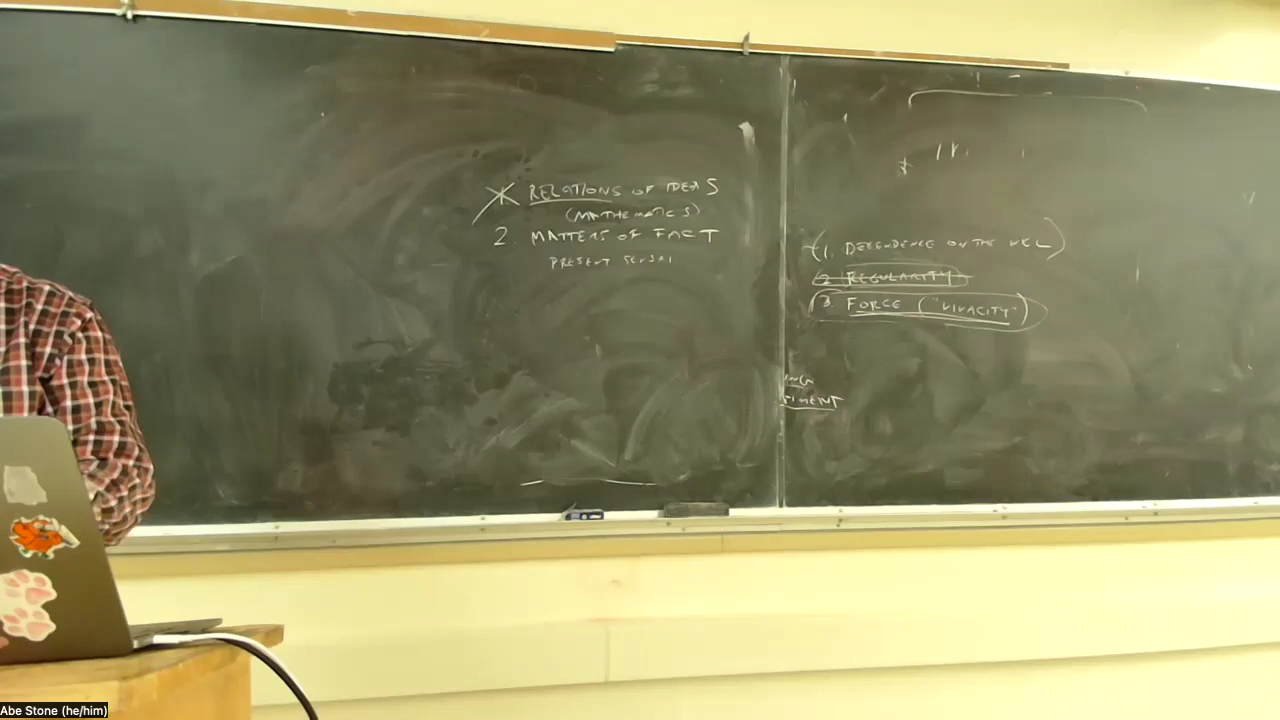 RELATIONS OF IDEAS
(MATHEMATICS)
2. MATTERS OF FACT
PRESENT
(1. DEPENDENCE ON THE
2 REGULARITY
3 FORCE ("VIVACITY")
Abe Stone (he/him)